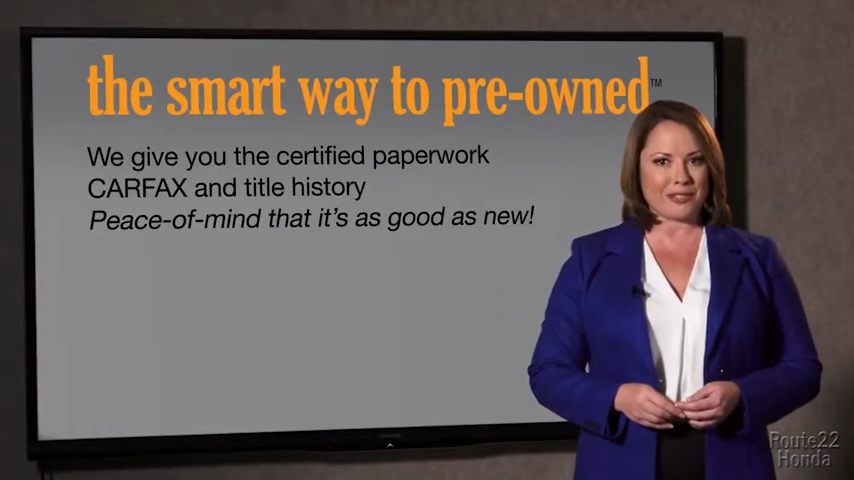 the smart way to pre-owned™
We give you the certified paperwork
CARFAX and title history
Peace-of-mind that it's as good as new!
Route22
Honda